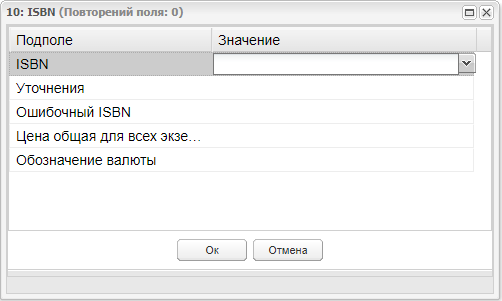 10: ISBN (Повторений поля: 0)
Подполе Значение
ISBN
Уточнения
Ошибочный ISBN
Цена общая для всех экзе...
Обозначение валюты
Ок Отмена